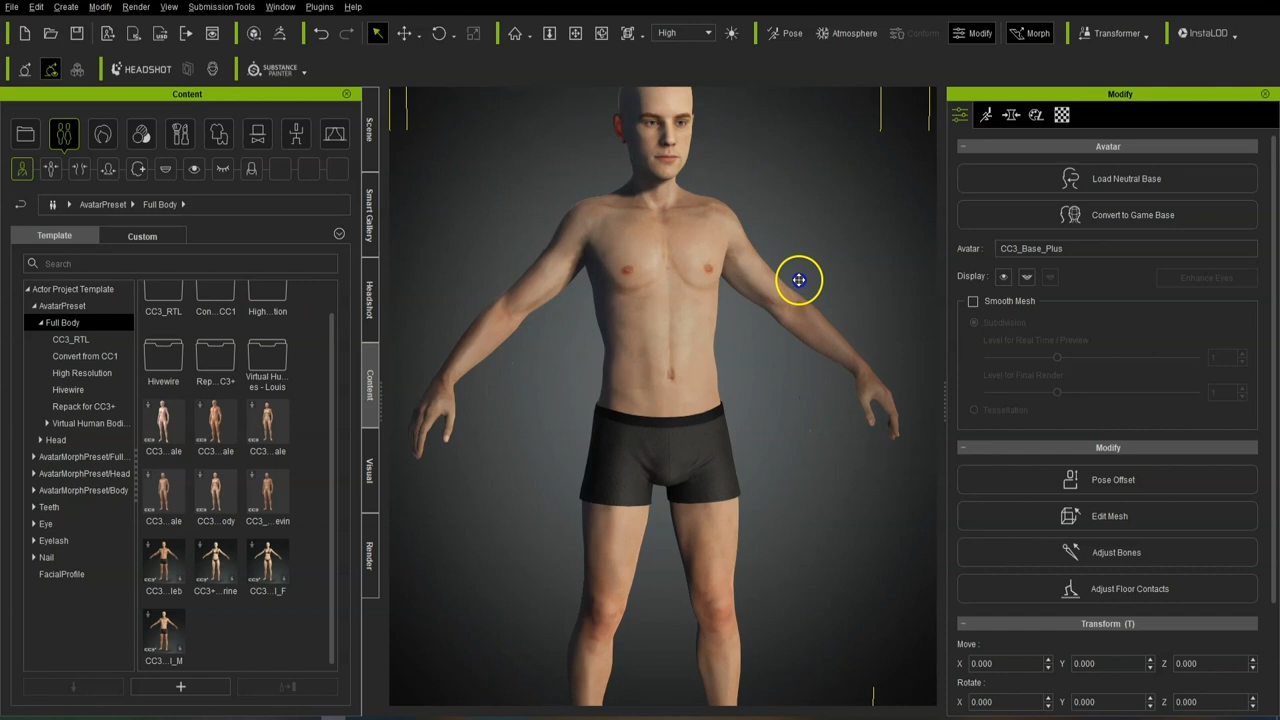 File Edit Create Modify Render View Submission Tools Window Plugins Help
High Pose Atmosphere Conform Modify Morph Transformer InstaLOD
HEADSHOT SUBSTANCE PAINTER
Content
AvatarPreset Full Body
Template Custom
Search
Actor Project Template
AvatarPreset
Full Body
CC3_RTL
Convert from CC1
High Resolution
Hivewire
Repack for CC3+
Virtual Human Bodi...
Head
AvatarMorphPreset/Full...
AvatarMorphPreset/Head
AvatarMorphPreset/Body
Teeth
Eye
Eyelash
Nail
FacialProfile
CC3_RTL Con...CC1 High...tion
Hivewire Rep...C3+ Virtual Hu...
es - Louis
CC3...ale CC3...ale CC3...ale
CC3...ale CC3...ody CC3_...evin
CC3...leb CC3+...rine CC3...I_F
CC3...I_M
Scene
Smart Gallery
Headshot
Content
Visual
Render
Modify
Avatar
Load Neutral Base
Convert to Game Base
Avatar : CC3_Base_Plus
Display : Enhance Eyes
Smooth Mesh
Subdivision
Level for Real Time / Preview
1
Level for Final Render
1
Tessellation
Modify
Pose Offset
Edit Mesh
Adjust Bones
Adjust Floor Contacts
Transform (T)
Move :
X 0.000 Y 0.000 Z 0.000
Rotate :
X 0.000 Y 0.000 Z 0.000